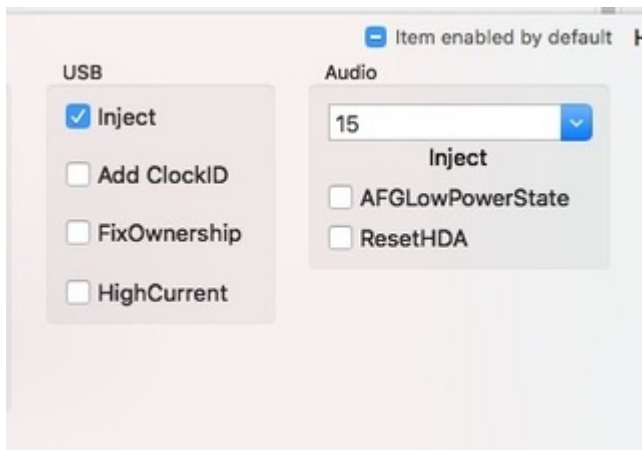 Item enabled by default H
USB
Inject
Add ClockID
FixOwnership
HighCurrent
Audio
15
Inject
AFGLowPowerState
ResetHDA